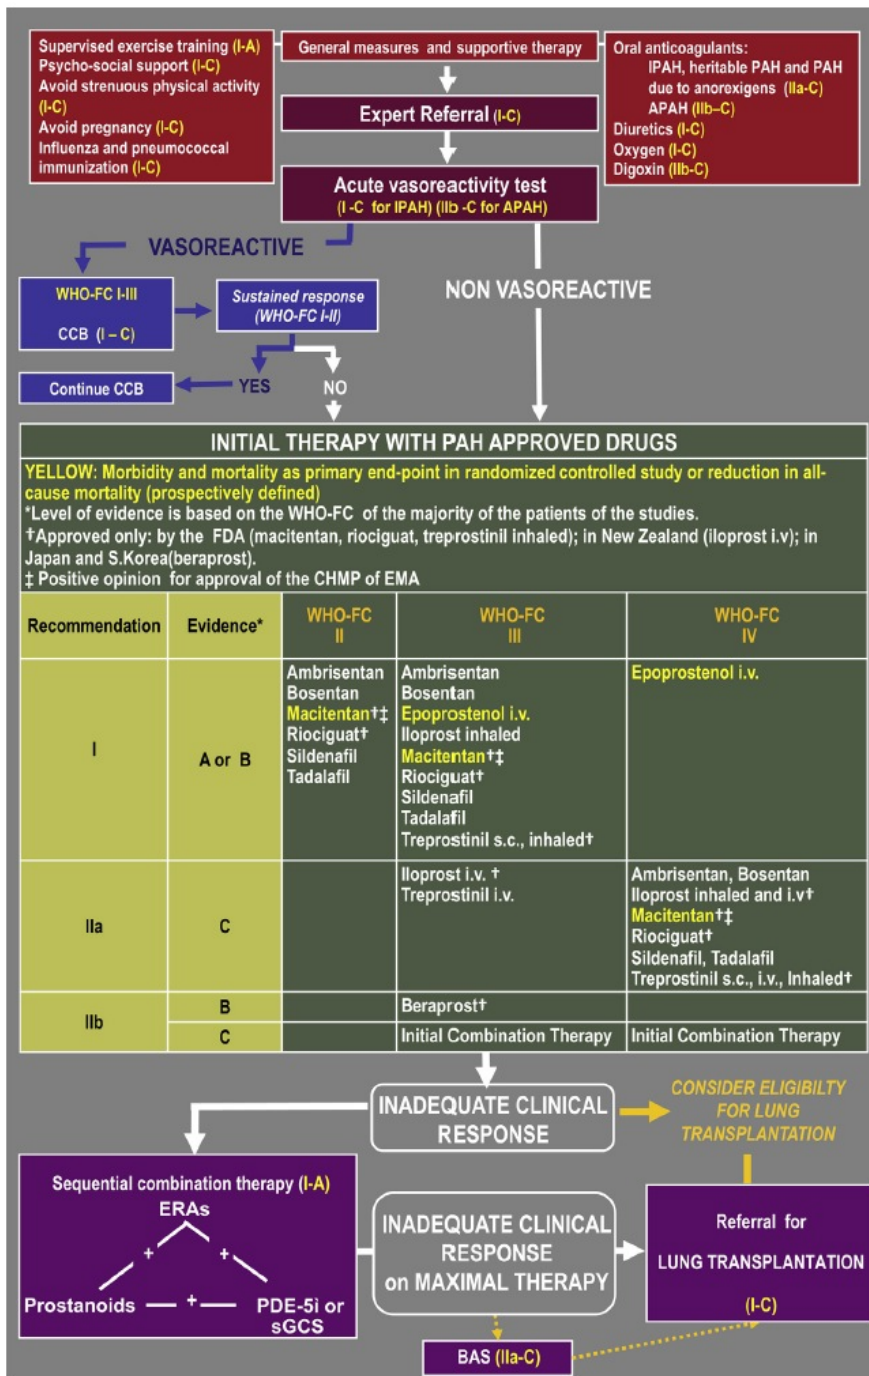 Supervised exercise training (I-A)
Psycho-social support (I-C)
Avoid strenuous physical activity
(I-C)
Avoid pregnancy (I-C)
Influenza and pneumococcal
immunization (I-C)
General measures and supportive therapy
Oral anticoagulants:
IPAH, heritable PAH and PAH
due to anorexigens (IIa-C)
APAH (IIb–C)
Diuretics (I-C)
Oxygen (I-C)
Digoxin (IIb-C)
Expert Referral (I-C)
Acute vasoreactivity test
(I -C for IPAH) (IIb -C for APAH)
VASOREACTIVE
NON VASOREACTIVE
WHO-FC I-III
CCB (I – C)
Sustained response
(WHO-FC I-II)
YES
NO
Continue CCB
INITIAL THERAPY WITH PAH APPROVED DRUGS
YELLOW: Morbidity and mortality as primary end-point in randomized controlled study or reduction in all-
cause mortality (prospectively defined)
*Level of evidence is based on the WHO-FC of the majority of the patients of the studies.
†Approved only: by the FDA (macitentan, riociguat, treprostinil inhaled); in New Zealand (iloprost i.v); in
Japan and S.Korea(beraprost).
‡ Positive opinion for approval of the CHMP of EMA
Recommendation
Evidence*
WHO-FC
II
WHO-FC
III
WHO-FC
IV
I
A or B
Ambrisentan
Bosentan
Macitentan†‡
Riociguat†
Sildenafil
Tadalafil
Ambrisentan
Bosentan
Epoprostenol i.v.
Iloprost inhaled
Macitentan†‡
Riociguat†
Sildenafil
Tadalafil
Treprostinil s.c., inhaled†
Epoprostenol i.v.
IIa
C
Iloprost i.v. †
Treprostinil i.v.
Ambrisentan, Bosentan
Iloprost inhaled and i.v†
Macitentan†‡
Riociguat†
Sildenafil, Tadalafil
Treprostinil s.c., i.v., Inhaled†
IIb
B
Beraprost†
C
Initial Combination Therapy
Initial Combination Therapy
INADEQUATE CLINICAL
RESPONSE
CONSIDER ELIGIBILTY
FOR LUNG
TRANSPLANTATION
Sequential combination therapy (I-A)
ERAs
+
+
Prostanoids
+
PDE-5i or
sGCS
INADEQUATE CLINICAL
RESPONSE
on MAXIMAL THERAPY
Referral for
LUNG TRANSPLANTATION
(I-C)
BAS (IIa-C)